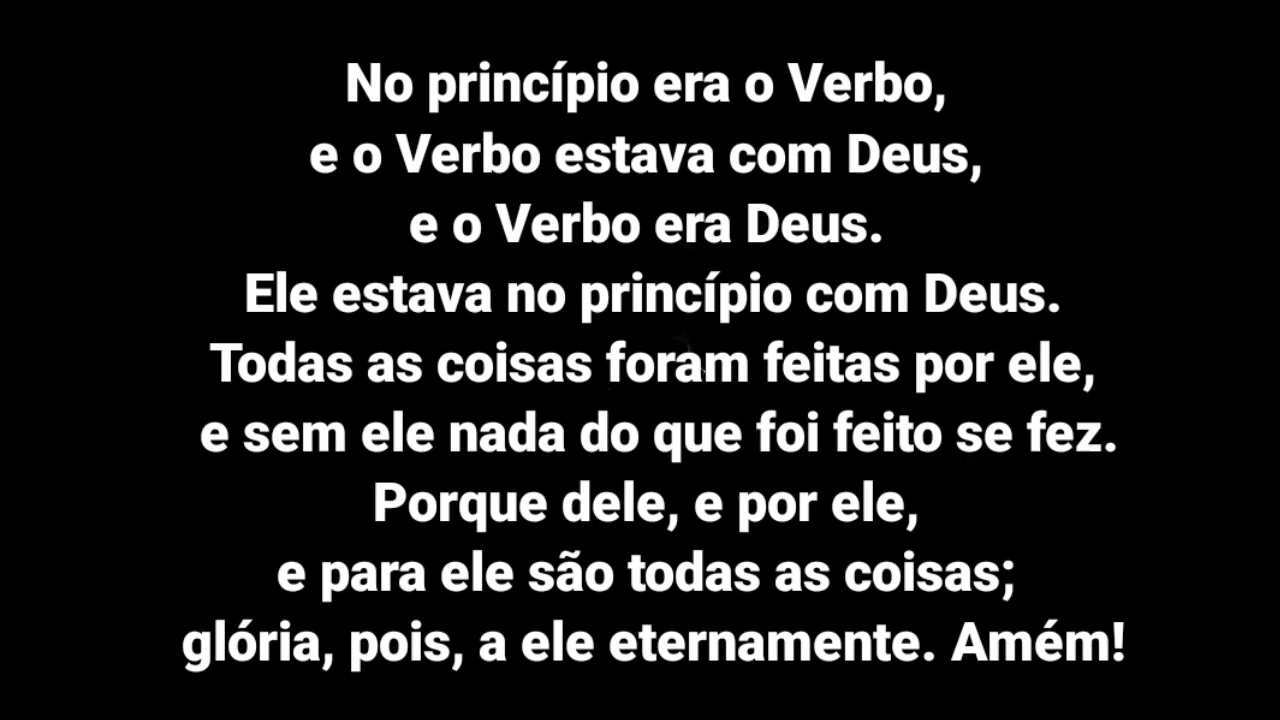 No princípio era o Verbo,
e o Verbo estava com Deus,
e o Verbo era Deus.
Ele estava no princípio com Deus.
Todas as coisas foram feitas por ele,
e sem ele nada do que foi feito se fez.
Porque dele, e por ele,
e para ele são todas as coisas;
glória, pois, a ele eternamente. Amém!